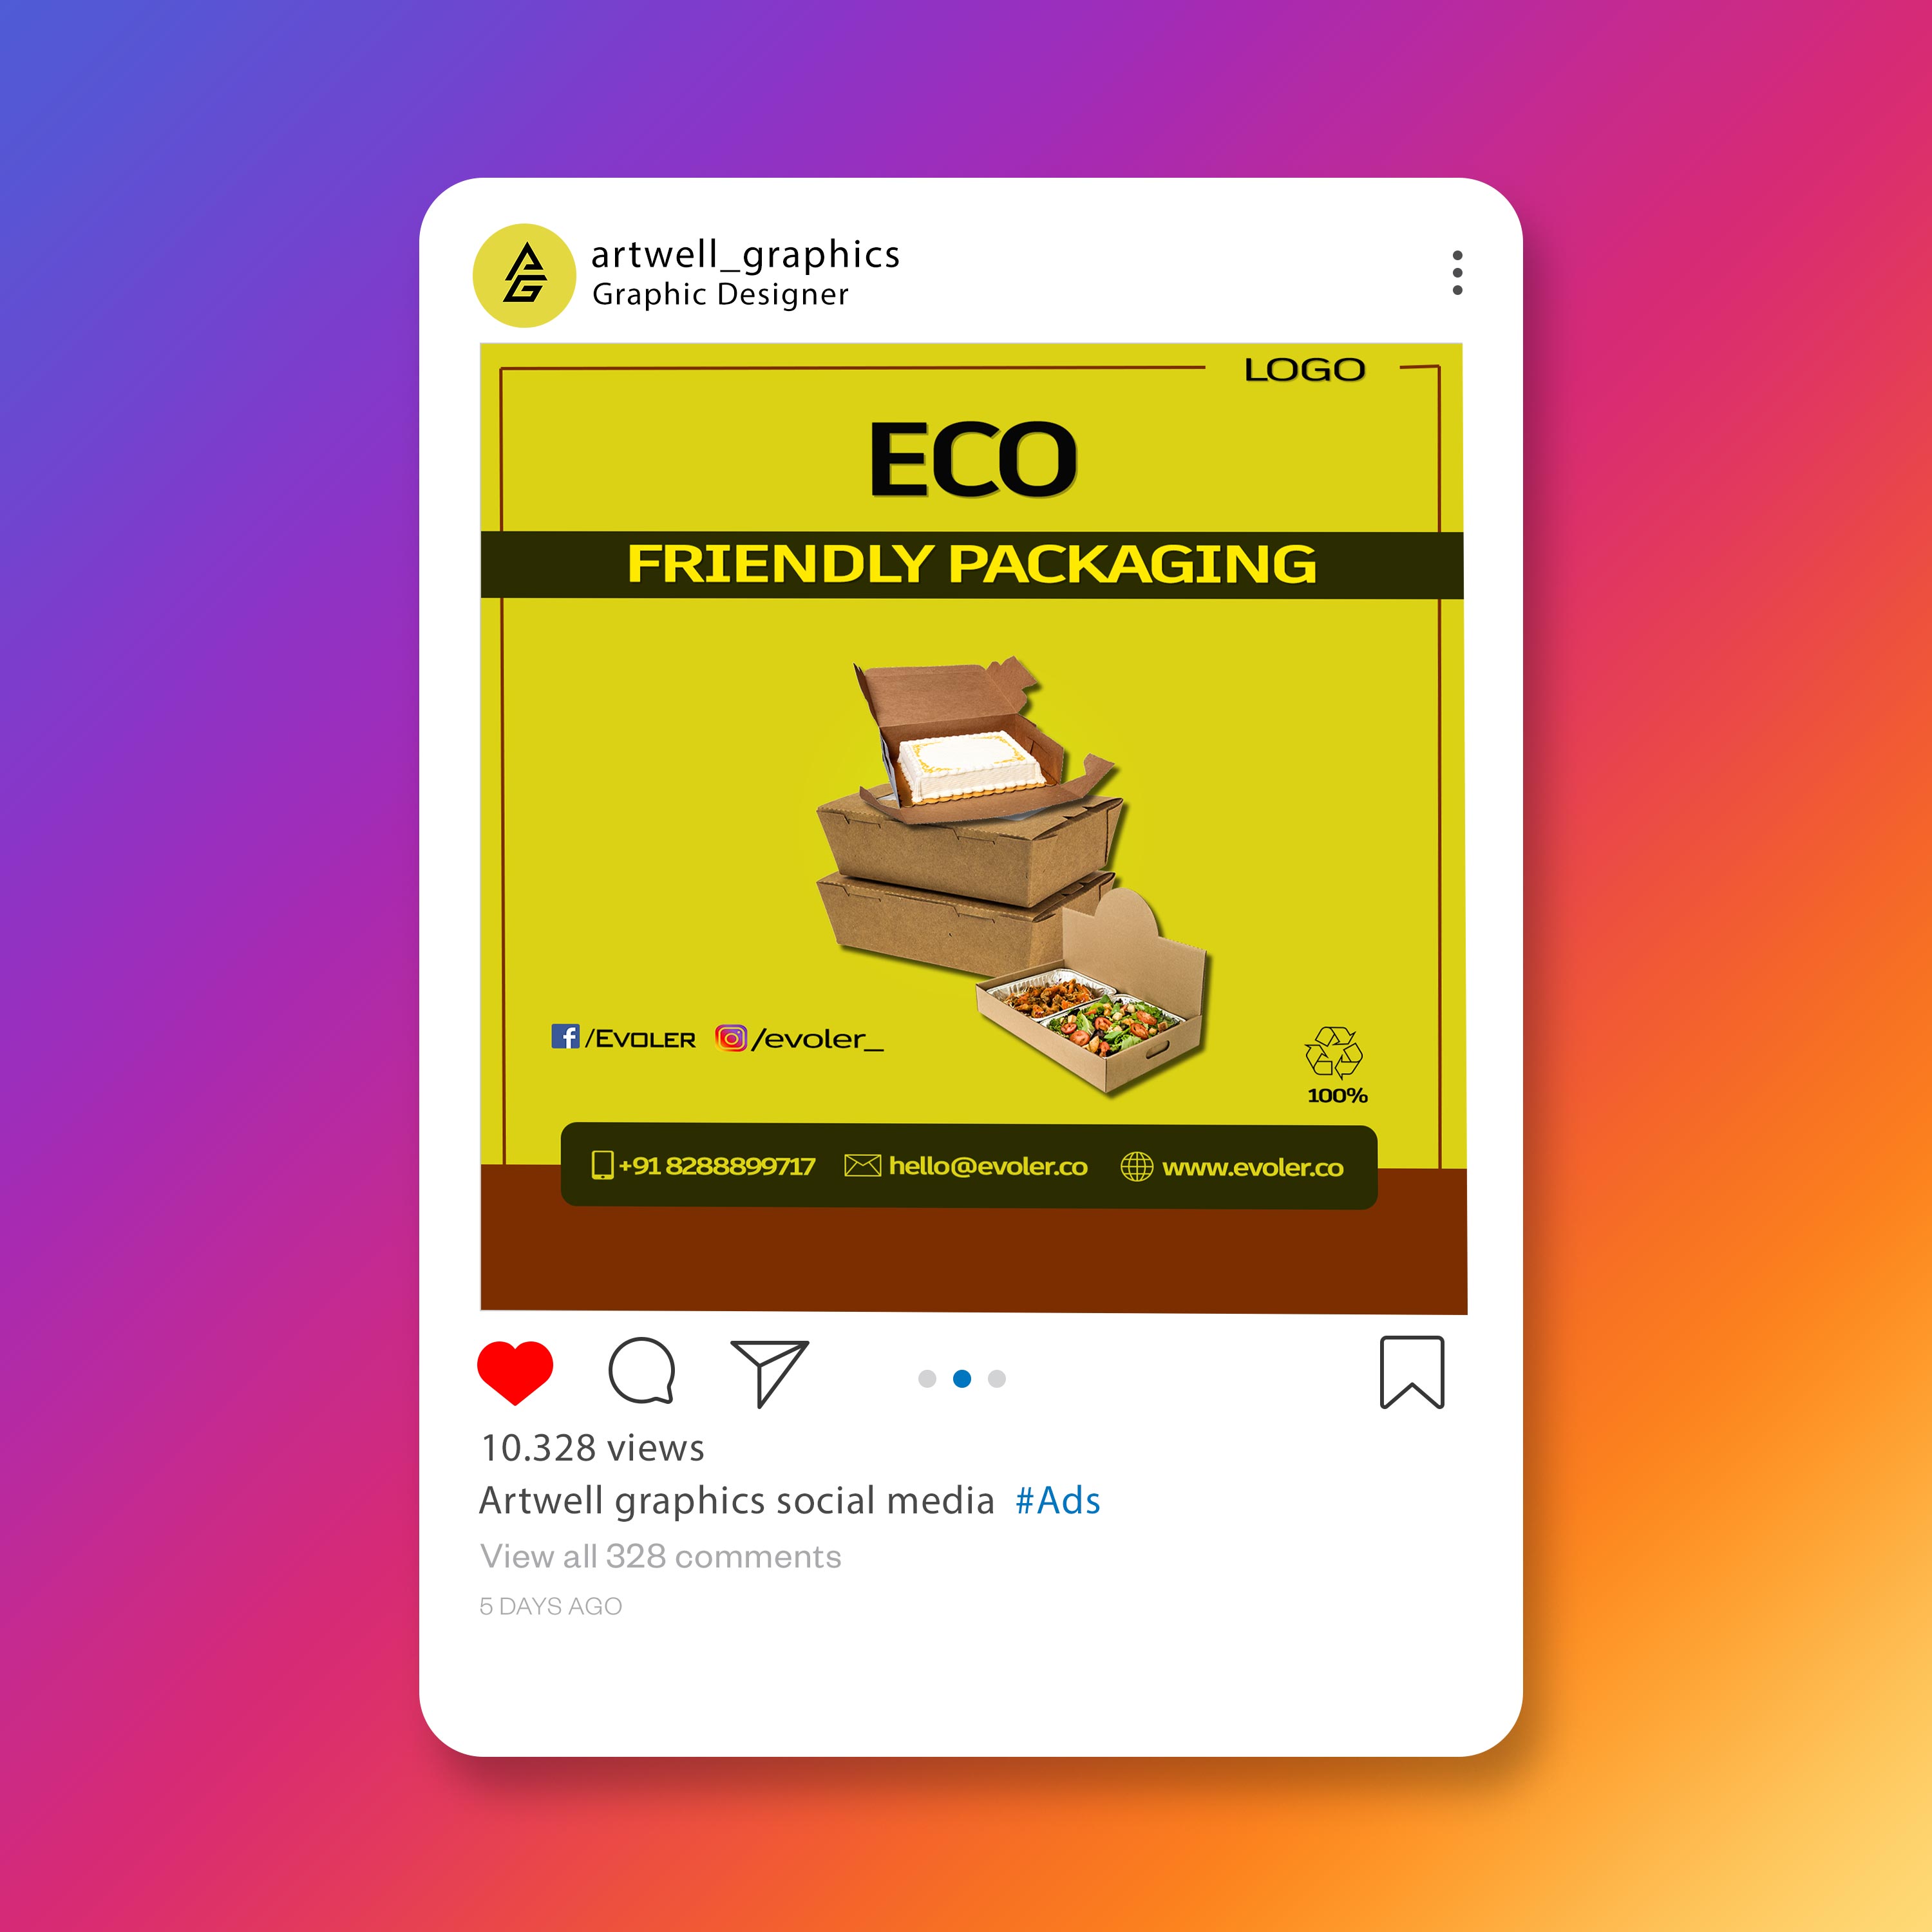 artwell_graphics
Graphic Designer
LOGO
ECO
FRIENDLY PACKAGING
/EVOLER /evoler_
100%
+91 8288899717 hello@evoler.co www.evoler.co
10.328 views
Artwell graphics social media #Ads
View all 328 comments
5 DAYS AGO